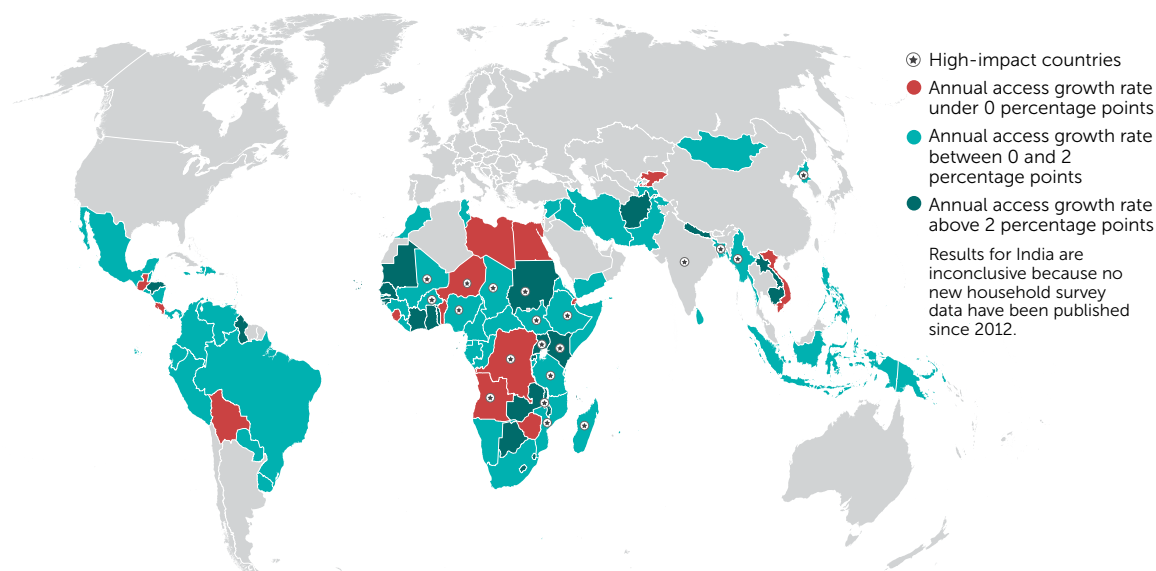 High-impact countries
Annual access growth rate
under 0 percentage points
Annual access growth rate
between 0 and 2
percentage points
Annual access growth rate
above 2 percentage points
Results for India are
inconclusive because no
new household survey
data have been published
since 2012.